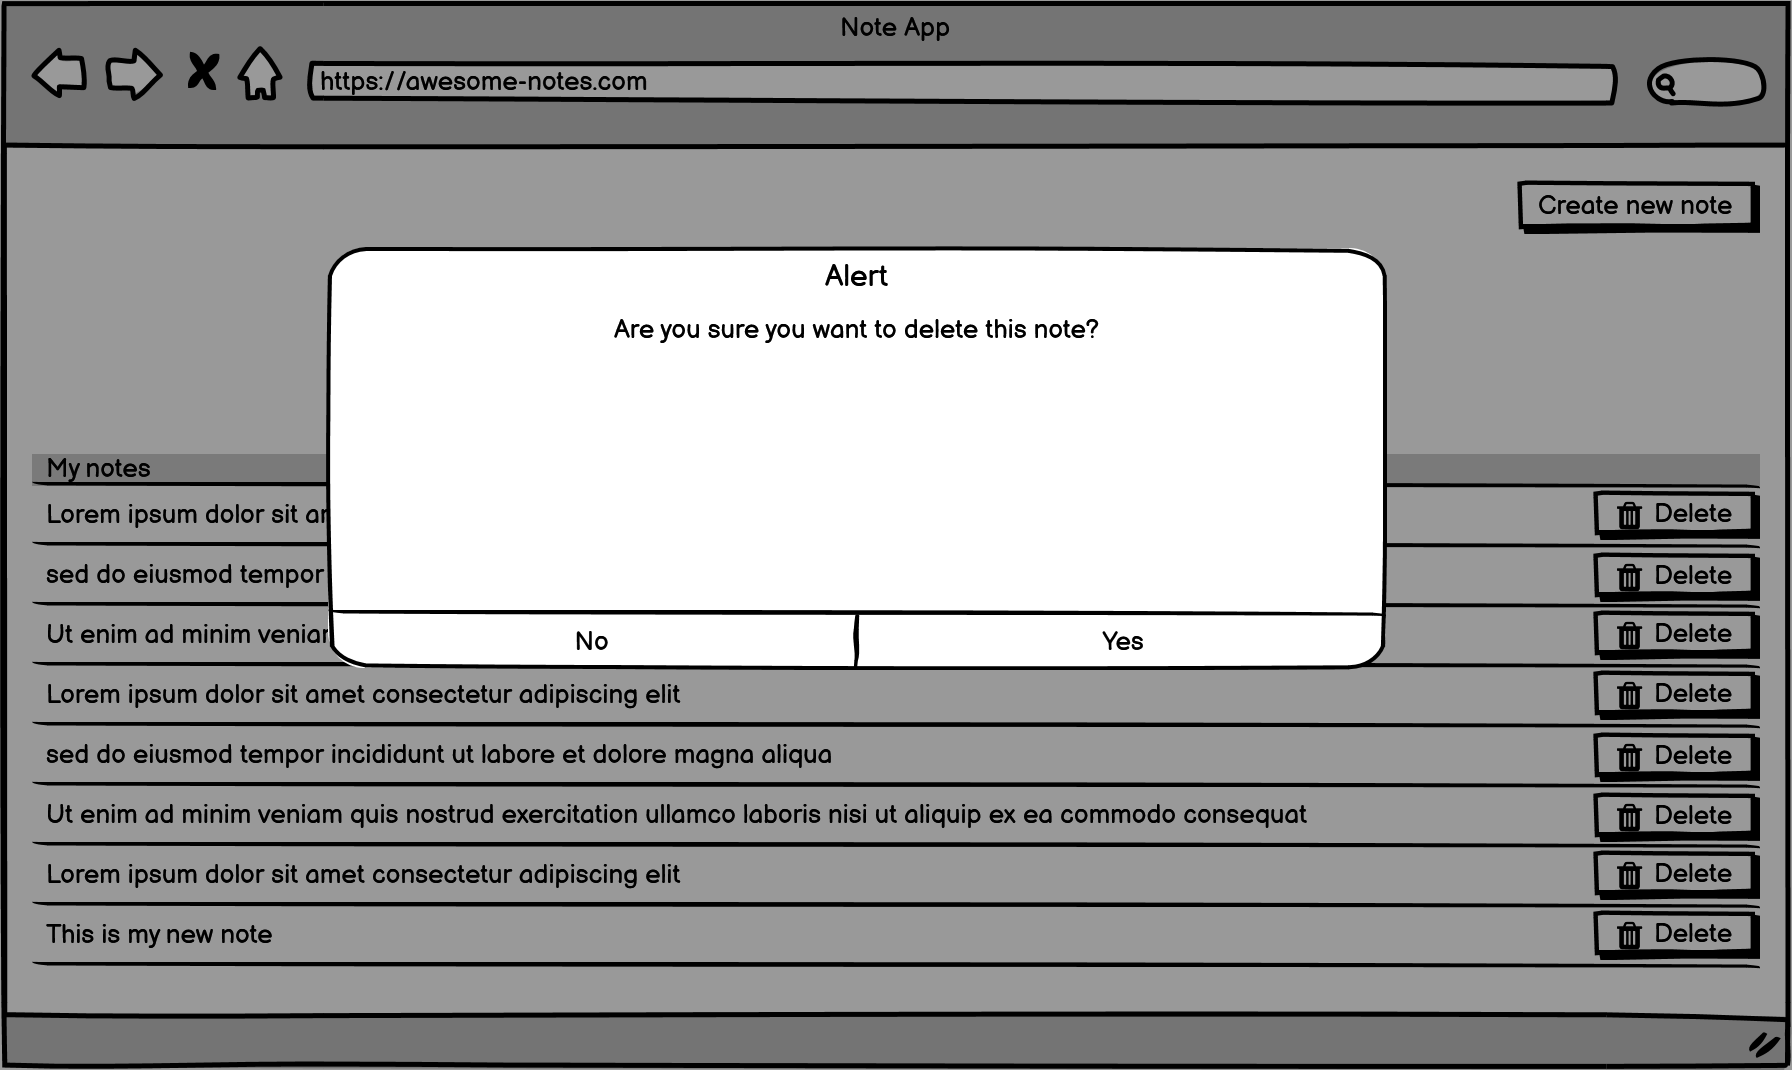 Note App
https://awesome-notes.com
Create new note
Alert
Are you sure you want to delete this note?
My notes
Lorem ipsum dolor sit
Delete
sed do eiusmod tempor
Delete
Ut enim ad minim
Delete
No
Yes
Lorem ipsum dolor sit amet consectetur adipiscing elit
Delete
sed do eiusmod tempor incididunt ut labore et dolore magna aliqua
Delete
Ut enim ad minim veniam quis nostrud exercitation ullamco laboris nisi ut aliquip ex ea commodo consequat
Delete
Lorem ipsum dolor sit amet consectetur adipiscing elit
Delete
This is my new note
Delete